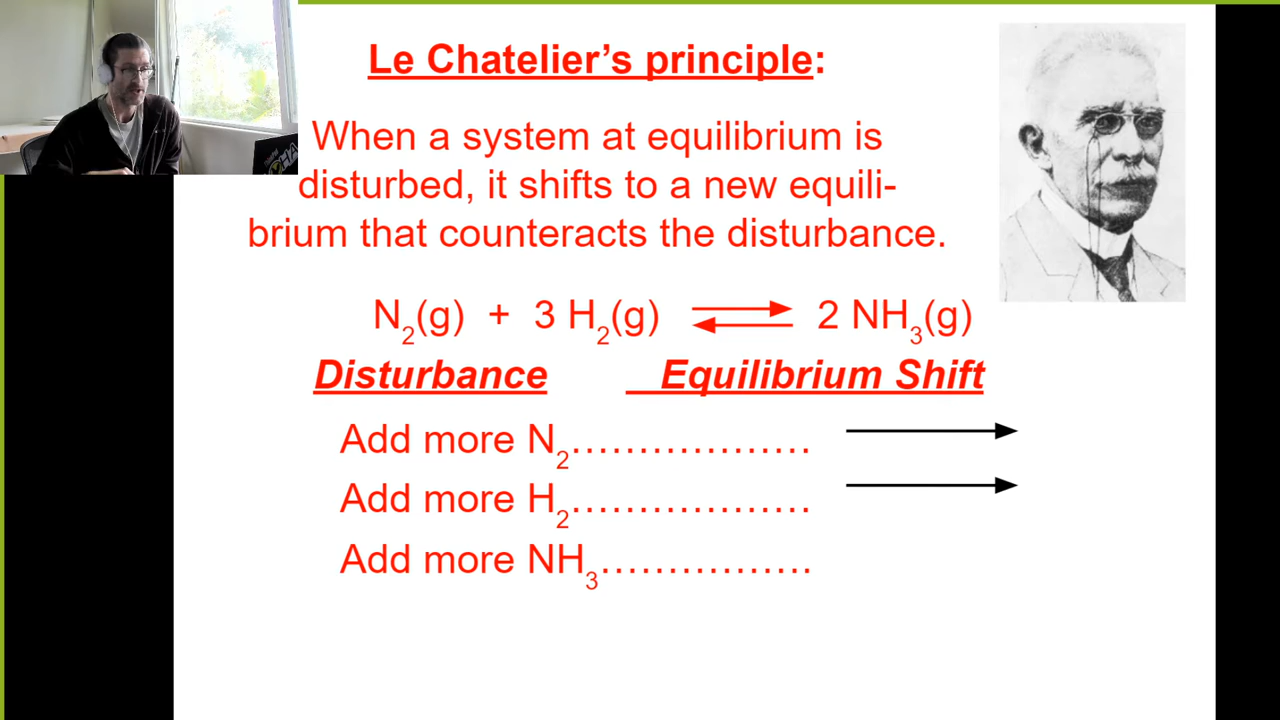 Le Chatelier’s principle:
When a system at equilibrium is
disturbed, it shifts to a new equili-
brium that counteracts the disturbance.
N₂(g) + 3 H₂(g) ⇌ 2 NH₃(g)
Disturbance Equilibrium Shift
Add more N₂………………
Add more H₂………………
Add more NH₃…………….